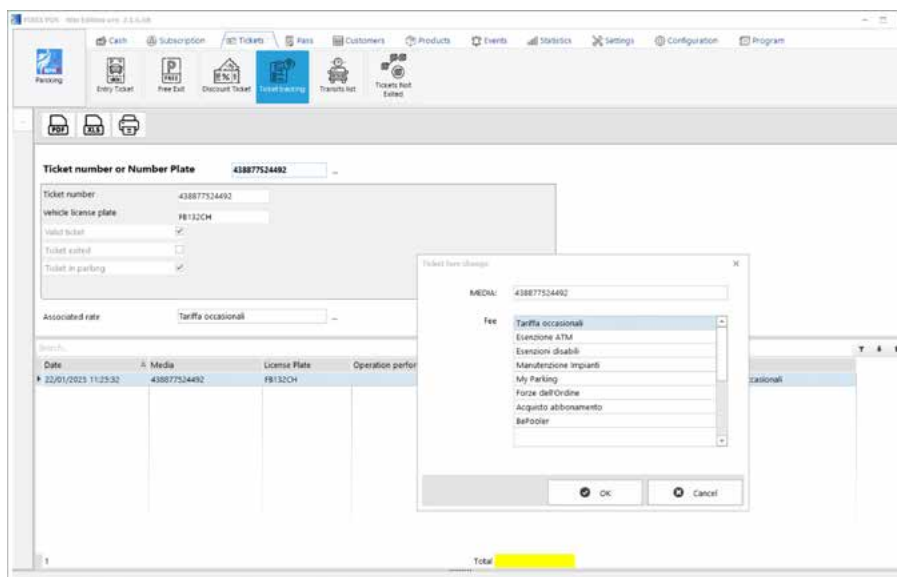 Cash Subscription Tickets Pass Customers Products Events Statistics Settings Configuration Program
Parking
Entry Ticket Free Exit Discount Ticket Ticket tracking Transits list Tickets Not Exited
PDF XLS
Ticket number or Number Plate 438877524492 ...
Ticket number 438877524492
Vehicle license plate FB132CH
Valid ticket
Ticket exited
Ticket in parking
Associated rate Tariffa occasionali ...
Search...
Date Media License Plate Operation perfor
22/01/2025 11:25:32 438877524492 FB132CH casionali
MEDIA: 438877524492
Fee Tariffa occasionali
Esenzione ATM
Esenzioni disabili
Manutenzione Impianti
My Parking
Forze dell'Ordine
Acquisto abbonamento
BePooler
OK Cancel
1 Total